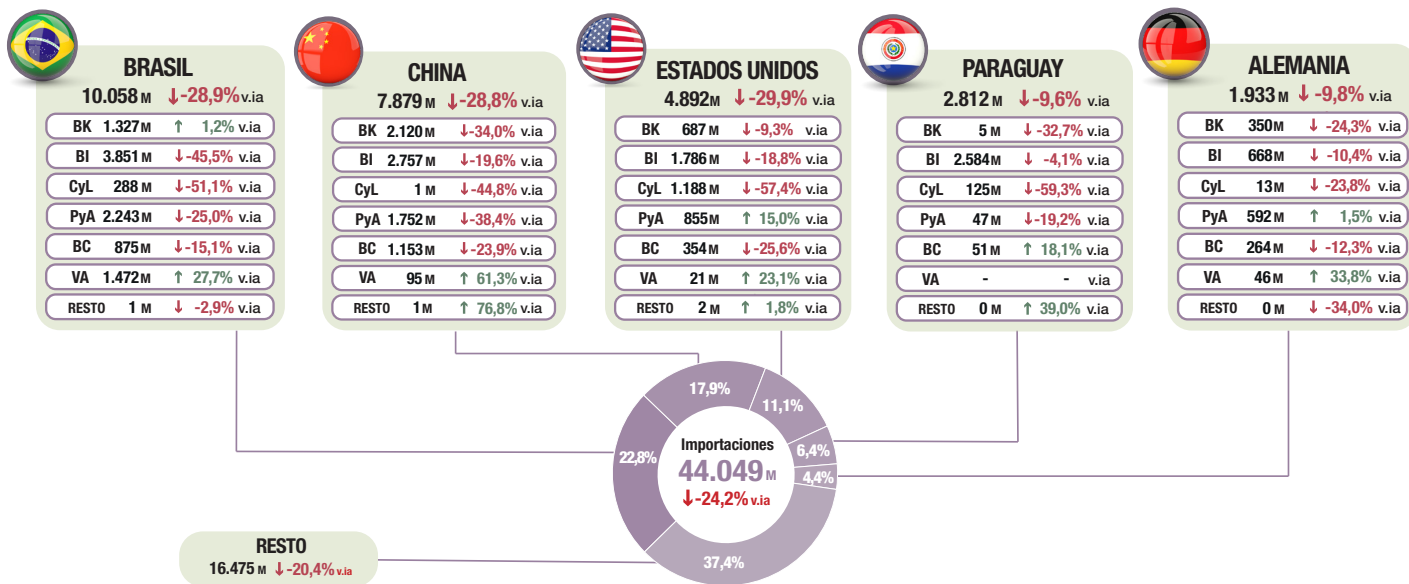 BRASIL
10.058 M ↓-28,9% v.ia
BK 1.327 M ↑ 1,2% v.ia
BI 3.851 M ↓-45,5% v.ia
CyL 288 M ↓-51,1% v.ia
PyA 2.243 M ↓-25,0% v.ia
BC 875 M ↓-15,1% v.ia
VA 1.472 M ↑ 27,7% v.ia
RESTO 1 M ↓ -2,9% v.ia
CHINA
7.879 M ↓-28,8% v.ia
BK 2.120 M ↓-34,0% v.ia
BI 2.757 M ↓-19,6% v.ia
CyL 1 M ↓-44,8% v.ia
PyA 1.752 M ↓-38,4% v.ia
BC 1.153 M ↓-23,9% v.ia
VA 95 M ↑ 61,3% v.ia
RESTO 1 M ↑ 76,8% v.ia
ESTADOS UNIDOS
4.892 M ↓-29,9% v.ia
BK 687 M ↓ -9,3% v.ia
BI 1.786 M ↓-18,8% v.ia
CyL 1.188 M ↓-57,4% v.ia
PyA 855 M ↑ 15,0% v.ia
BC 354 M ↓-25,6% v.ia
VA 21 M ↑ 23,1% v.ia
RESTO 2 M ↑ 1,8% v.ia
PARAGUAY
2.812 M ↓-9,6% v.ia
BK 5 M ↓-32,7% v.ia
BI 2.584 M ↓ -4,1% v.ia
CyL 125 M ↓-59,3% v.ia
PyA 47 M ↓-19,2% v.ia
BC 51 M ↑ 18,1% v.ia
VA - - v.ia
RESTO 0 M ↑ 39,0% v.ia
ALEMANIA
1.933 M ↓-9,8% v.ia
BK 350 M ↓ -24,3% v.ia
BI 668 M ↓ -10,4% v.ia
CyL 13 M ↓ -23,8% v.ia
PyA 592 M ↑ 1,5% v.ia
BC 264 M ↓ -12,3% v.ia
VA 46 M ↑ 33,8% v.ia
RESTO 0 M ↓ -34,0% v.ia
17,9%
11,1%
6,4%
4,4%
22,8%
37,4%
Importaciones
44.049 M
↓-24,2% v.ia
RESTO
16.475 M ↓-20,4% v.ia